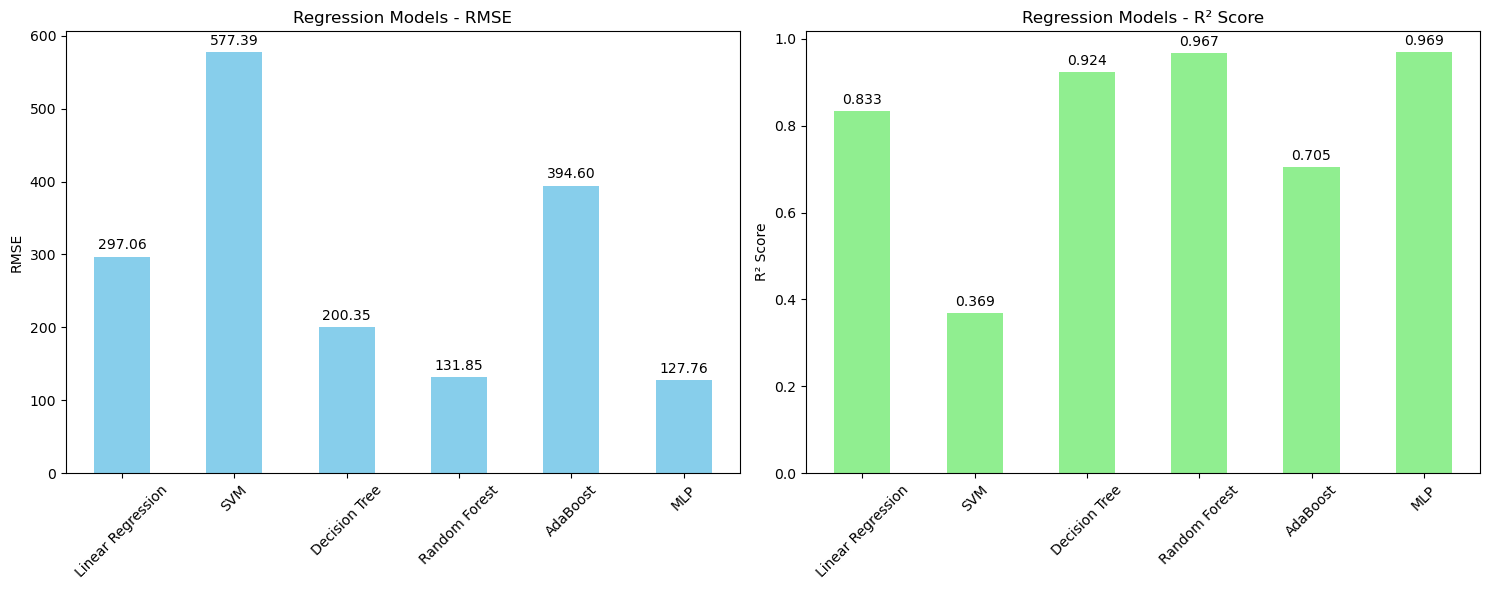 Regression Models - RMSE
RMSE
600
500
400
300
200
100
0
297.06
577.39
200.35
131.85
394.60
127.76
Linear Regression
SVM
Decision Tree
Random Forest
AdaBoost
MLP
Regression Models - R² Score
R² Score
1.0
0.8
0.6
0.4
0.2
0.0
0.833
0.369
0.924
0.967
0.705
0.969
Linear Regression
SVM
Decision Tree
Random Forest
AdaBoost
MLP